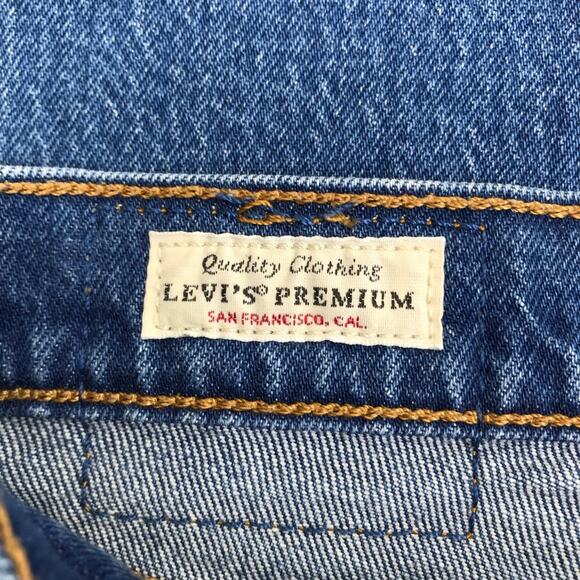 Quality Clothing
LEVI'S® PREMIUM
SAN FRANCISCO, CAL.